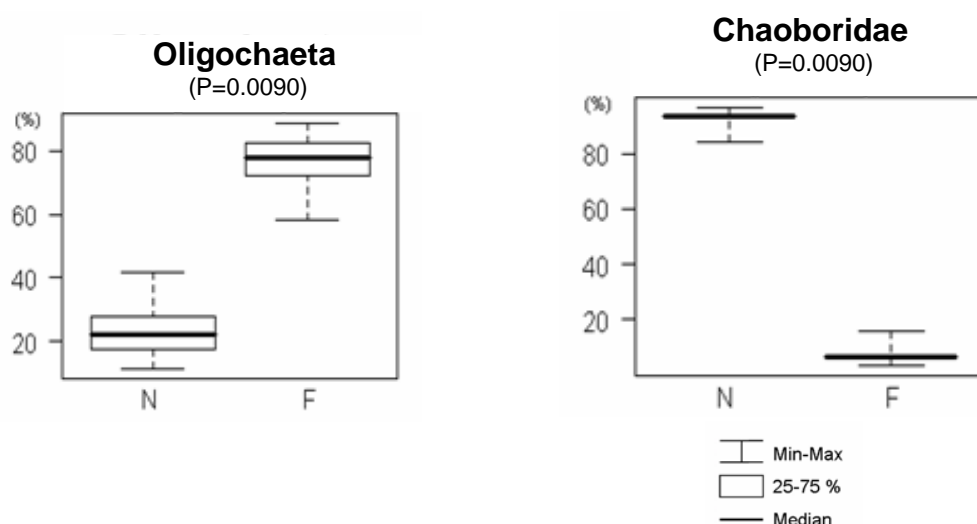 Oligochaeta
(P=0.0090)
(%)
80
60
40
20
N F
Chaoboridae
(P=0.0090)
(%)
80
60
40
20
N F
Min-Max
25-75 %
Median